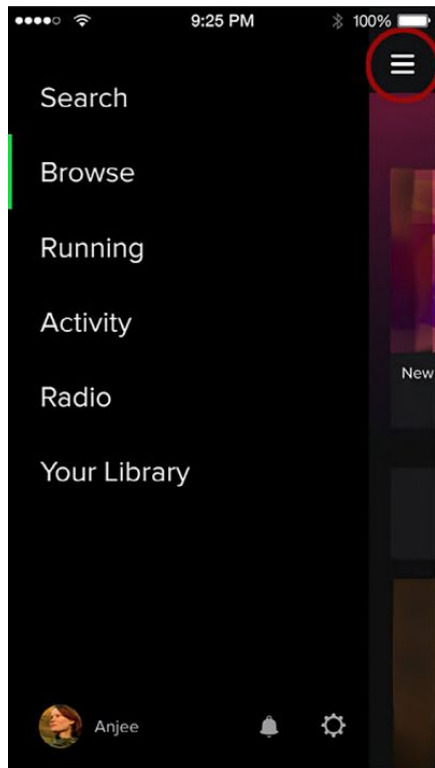 9:25 PM 100%
Search
Browse
Running
Activity
Radio
New
Your Library
Anjee